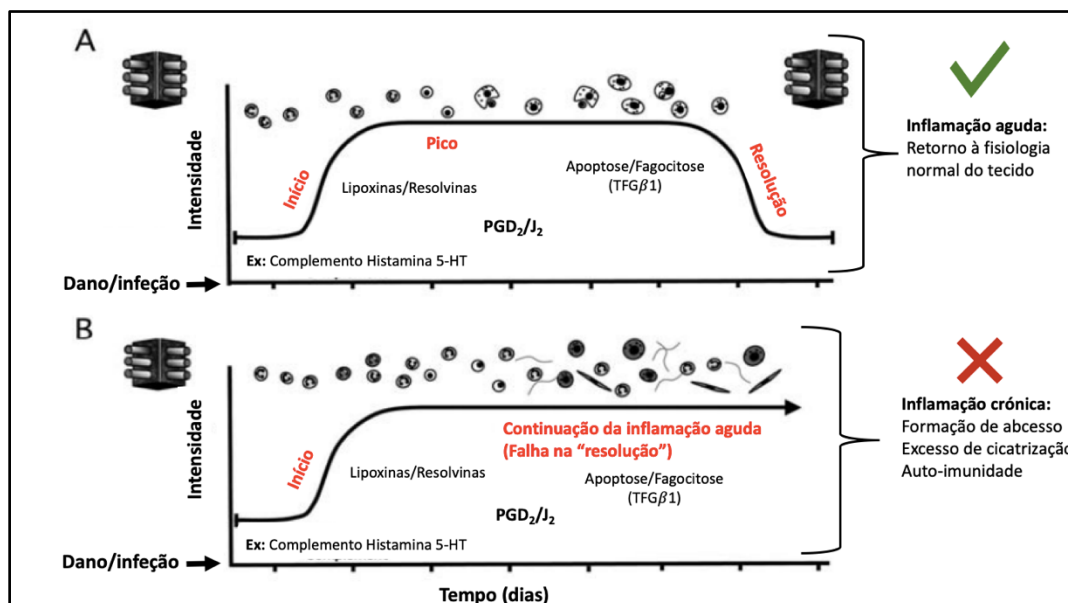 A
Intensidade
Início
Pico
Resolução
Lipoxinas/Resolvinas
Apoptose/Fagocitose
(TFGβ1)
PGD₂/J₂
Ex: Complemento Histamina 5-HT
Dano/infeção
Inflamação aguda:
Retorno à fisiologia
normal do tecido
B
Intensidade
Início
Continuação da inflamação aguda
(Falha na “resolução”)
Lipoxinas/Resolvinas
Apoptose/Fagocitose
(TFGβ1)
PGD₂/J₂
Ex: Complemento Histamina 5-HT
Dano/infeção
Tempo (dias)
Inflamação crónica:
Formação de abcesso
Excesso de cicatrização
Auto-imunidade